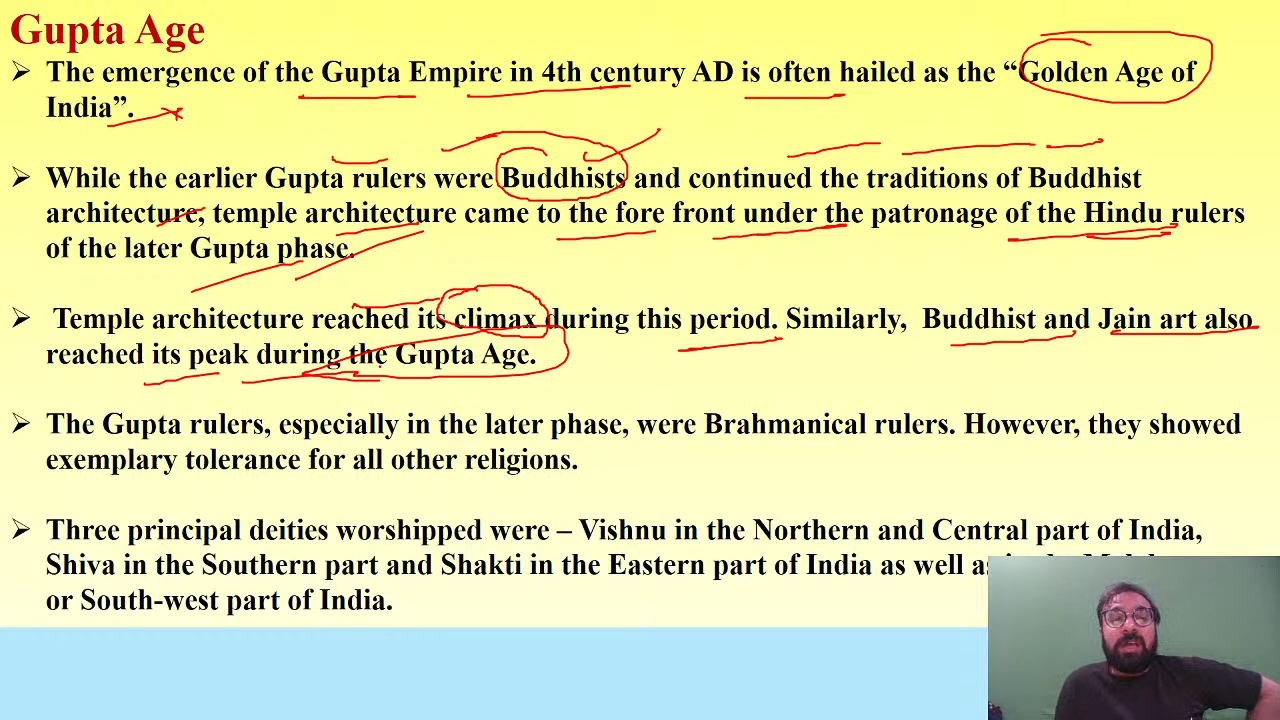 Gupta Age
➢ The emergence of the Gupta Empire in 4th century AD is often hailed as the “Golden Age of
India”.
➢ While the earlier Gupta rulers were Buddhists and continued the traditions of Buddhist
architecture, temple architecture came to the fore front under the patronage of the Hindu rulers
of the later Gupta phase.
➢ Temple architecture reached its climax during this period. Similarly, Buddhist and Jain art also
reached its peak during the Gupta Age.
➢ The Gupta rulers, especially in the later phase, were Brahmanical rulers. However, they showed
exemplary tolerance for all other religions.
➢ Three principal deities worshipped were – Vishnu in the Northern and Central part of India,
Shiva in the Southern part and Shakti in the Eastern part of India as well
or South-west part of India.